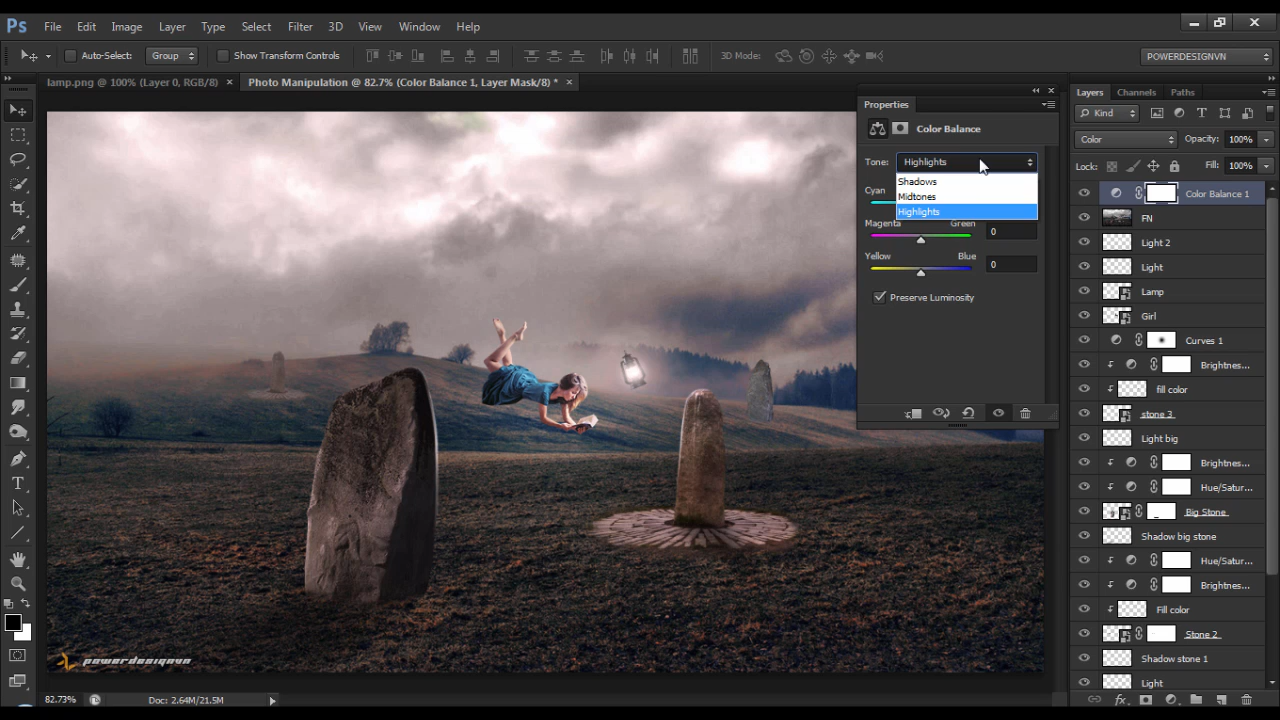 Ps File Edit Image Layer Type Select Filter 3D View Window Help
Auto-Select: Group Show Transform Controls 3D Mode: POWERDESIGNVN
lamp.png @ 100% (Layer 0, RGB/8) × Photo Manipulation @ 82.7% (Color Balance 1, Layer Mask/8) * ×
Properties
Color Balance
Tone: Highlights
Shadows
Midtones
Highlights
Cyan
Magenta Green 0
Yellow Blue 0
Preserve Luminosity
Layers Channels Paths
Kind
Color Opacity: 100%
Lock: Fill: 100%
Color Balance 1
FN
Light 2
Light
Lamp
Girl
Curves 1
Brightnes...
fill color
stone 3
Light big
Brightnes...
Hue/Satur...
Big Stone
Shadow big stone
Hue/Satur...
Brightnes...
Fill color
Stone 2
Shadow stone 1
Light
fx
powerdesignvn
82.73% Doc: 2.64M/21.5M